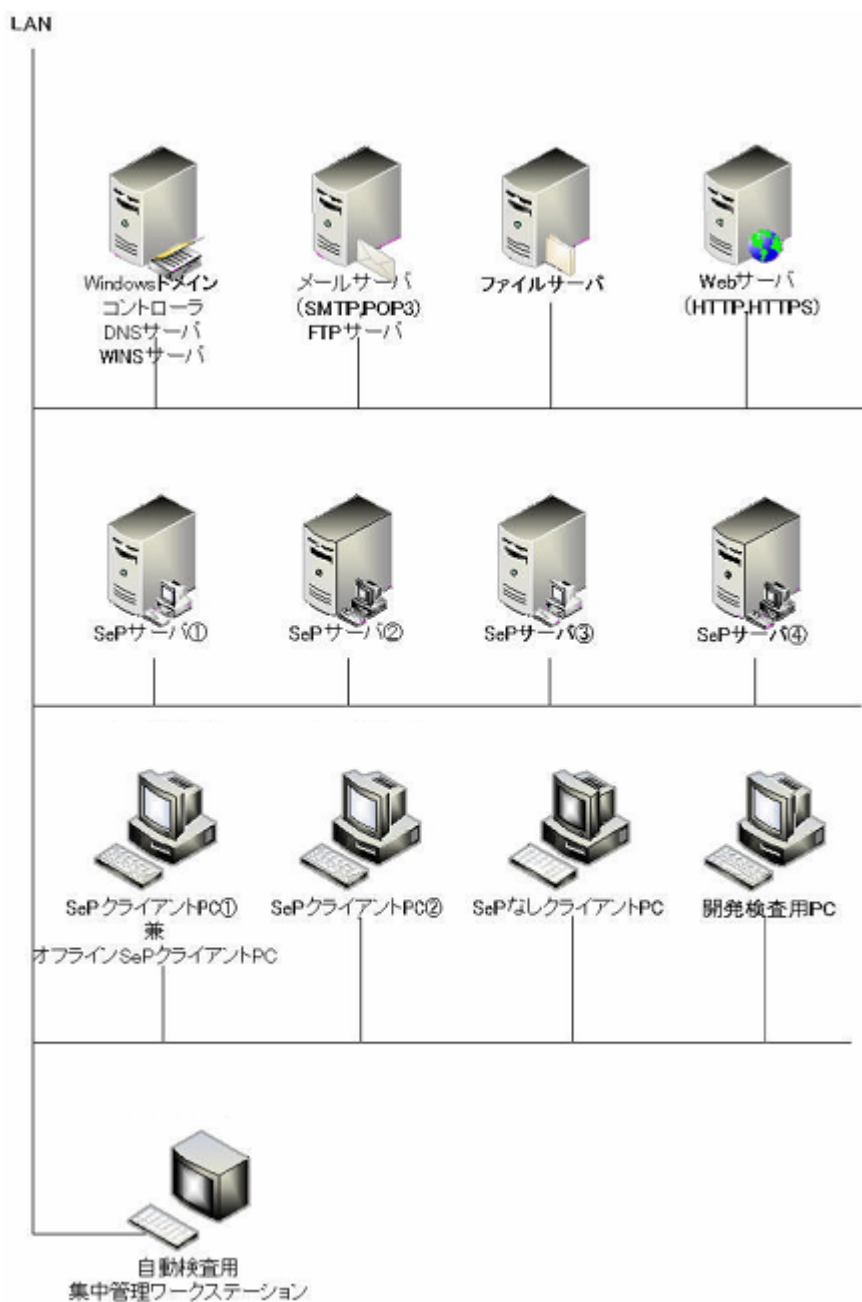 LAN
Windowsドメイン
コントローラ
DNSサーバ
WINSサーバ
メールサーバ
（SMTP,POP3）
FTPサーバ
ファイルサーバ
Webサーバ
（HTTP,HTTPS）
SePサーバ①
SePサーバ②
SePサーバ③
SePサーバ④
SePクライアントPC①
兼
オフラインSePクライアントPC
SePクライアントPC②
SePなしクライアントPC
開発検査用PC
自動検査用
集中管理ワークステーション